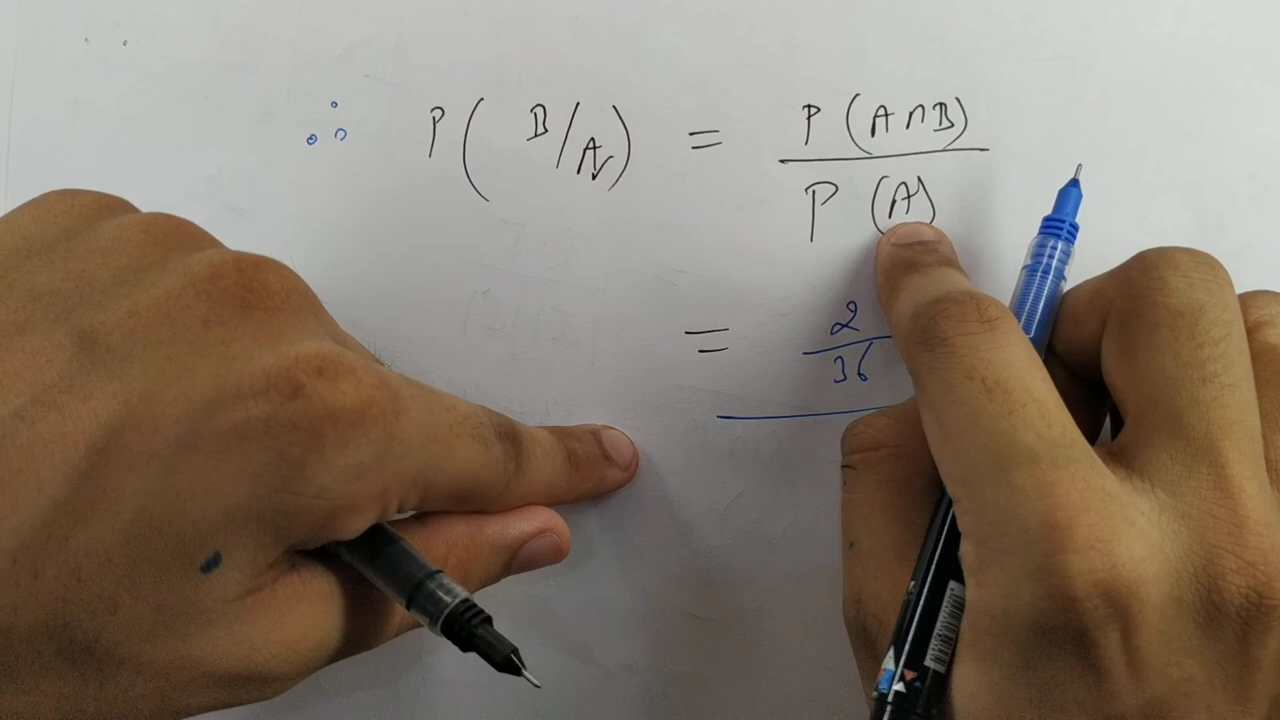 ∴ P( B/A ) = P (A∩B) / P (A)
= 2/36